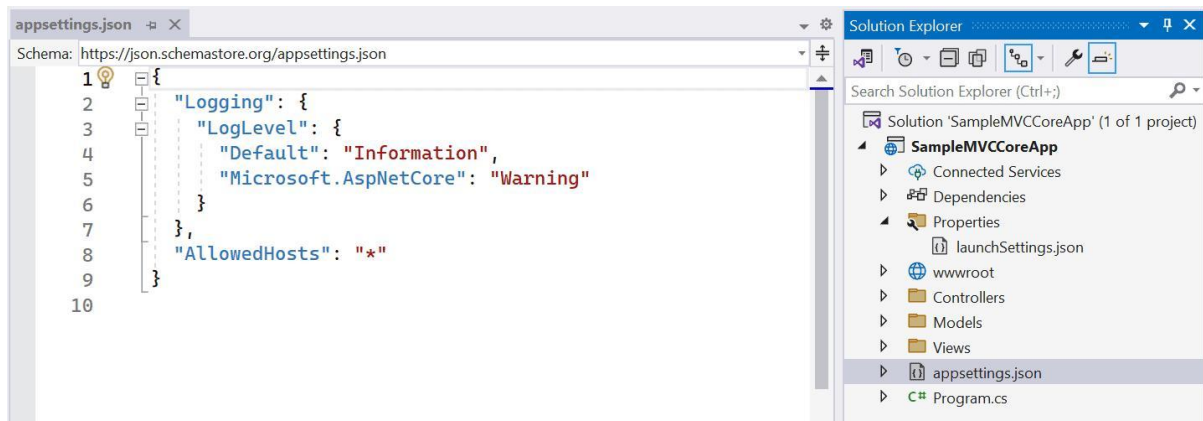 appsettings.json
Schema: https://json.schemastore.org/appsettings.json
1 {
2 "Logging": {
3 "LogLevel": {
4 "Default": "Information",
5 "Microsoft.AspNetCore": "Warning"
6 }
7 },
8 "AllowedHosts": "*"
9 }
10
Solution Explorer
Search Solution Explorer (Ctrl+;)
Solution 'SampleMVCCoreApp' (1 of 1 project)
SampleMVCCoreApp
Connected Services
Dependencies
Properties
launchSettings.json
wwwroot
Controllers
Models
Views
appsettings.json
C# Program.cs